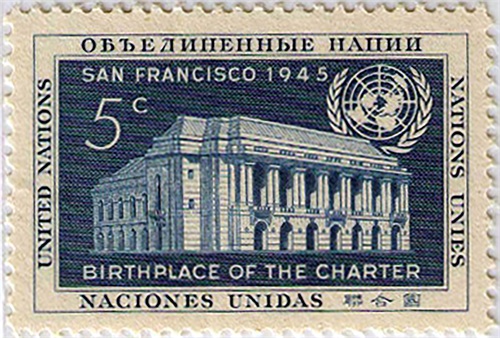 ОБЪЕДИНЕННЫЕ НАЦИИ
SAN FRANCISCO 1945
5c
UNITED NATIONS
NATIONS UNIES
BIRTHPLACE OF THE CHARTER
NACIONES UNIDAS 聯合國